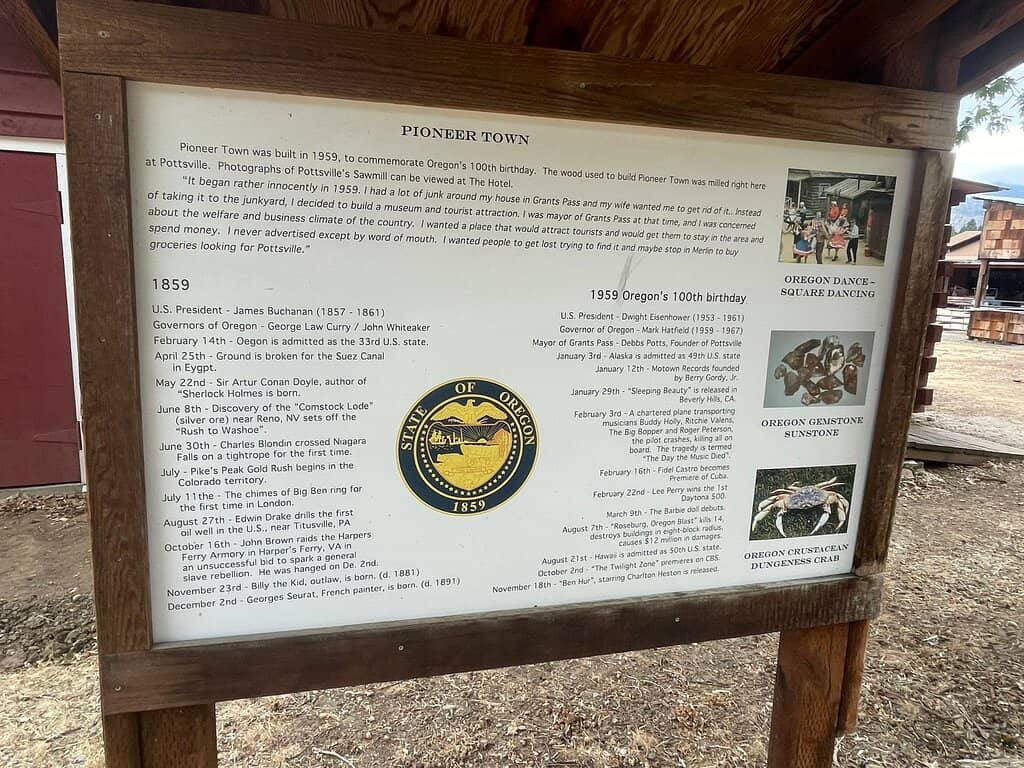 PIONEER TOWN
Pioneer Town was built in 1959, to commemorate Oregon's 100th birthday. The wood used to build Pioneer Town was milled right here
at Pottsville. Photographs of Pottsville's Sawmill can be viewed at The Hotel.
"It began rather innocently in 1959. I had a lot of junk around my house in Grants Pass and my wife wanted me to get rid of it.. Instead
of taking it to the junkyard, I decided to build a museum and tourist attraction. I was mayor of Grants Pass at that time, and I was concerned
about the welfare and business climate of the country. I wanted a place that would attract tourists and would get them to stay in the area and
spend money. I never advertised except by word of mouth. I wanted people to get lost trying to find it and maybe stop in Merlin to buy
groceries looking for Pottsville."
1859
U.S. President - James Buchanan (1857 - 1861)
Governors of Oregon - George Law Curry / John Whiteaker
February 14th - Oegon is admitted as the 33rd U.S. state.
April 25th - Ground is broken for the Suez Canal
in Eygpt.
May 22nd - Sir Artur Conan Doyle, author of
"Sherlock Holmes is born.
June 8th - Discovery of the "Comstock Lode"
(silver ore) near Reno, NV sets off the
"Rush to Washoe".
June 30th - Charles Blondin crossed Niagara
Falls on a tightrope for the first time.
July - Pike's Peak Gold Rush begins in the
Colorado territory.
July 11the - The chimes of Big Ben ring for
the first time in London.
August 27th - Edwin Drake drills the first
oil well in the U.S., near Titusville, PA
October 16th - John Brown raids the Harpers
Ferry Armory in Harper's Ferry, VA in
an unsuccessful bid to spark a general
slave rebellion. He was hanged on De. 2nd.
November 23rd - Billy the Kid, outlaw, is born. (d. 1881)
December 2nd - Georges Seurat, French painter, is born. (d. 1891)
STATE OF OREGON
1859
1959 Oregon's 100th birthday
U.S. President - Dwight Eisenhower (1953 - 1961)
Governor of Oregon - Mark Hatfield (1959 - 1967)
Mayor of Grants Pass - Debbs Potts, Founder of Pottsville
January 3rd - Alaska is admitted as 49th U.S. state
January 12th - Motown Records founded
by Berry Gordy, Jr.
January 29th - "Sleeping Beauty" is released in
Beverly Hills, CA.
February 3rd - A chartered plane transporting
musicians Buddy Holly, Ritchie Valens,
The Big Bopper and Roger Peterson,
the pilot crashes, killing all on
board. The tragedy is termed
"The Day the Music Died".
February 16th - Fidel Castro becomes
Premiere of Cuba.
February 22nd - Lee Perry wins the 1st
Daytona 500.
March 9th - The Barbie doll debuts.
August 7th - "Roseburg, Oregon Blast" kills 14,
destroys buildings in eight-block radius,
causes $12 million in damages.
August 21st - Hawaii is admitted as 50th U.S. state.
October 2nd - "The Twilight Zone" premieres on CBS.
November 18th - "Ben Hur", starring Charlton Heston is released.
OREGON DANCE –
SQUARE DANCING
OREGON GEMSTONE
SUNSTONE
OREGON CRUSTACEAN
DUNGENESS CRAB